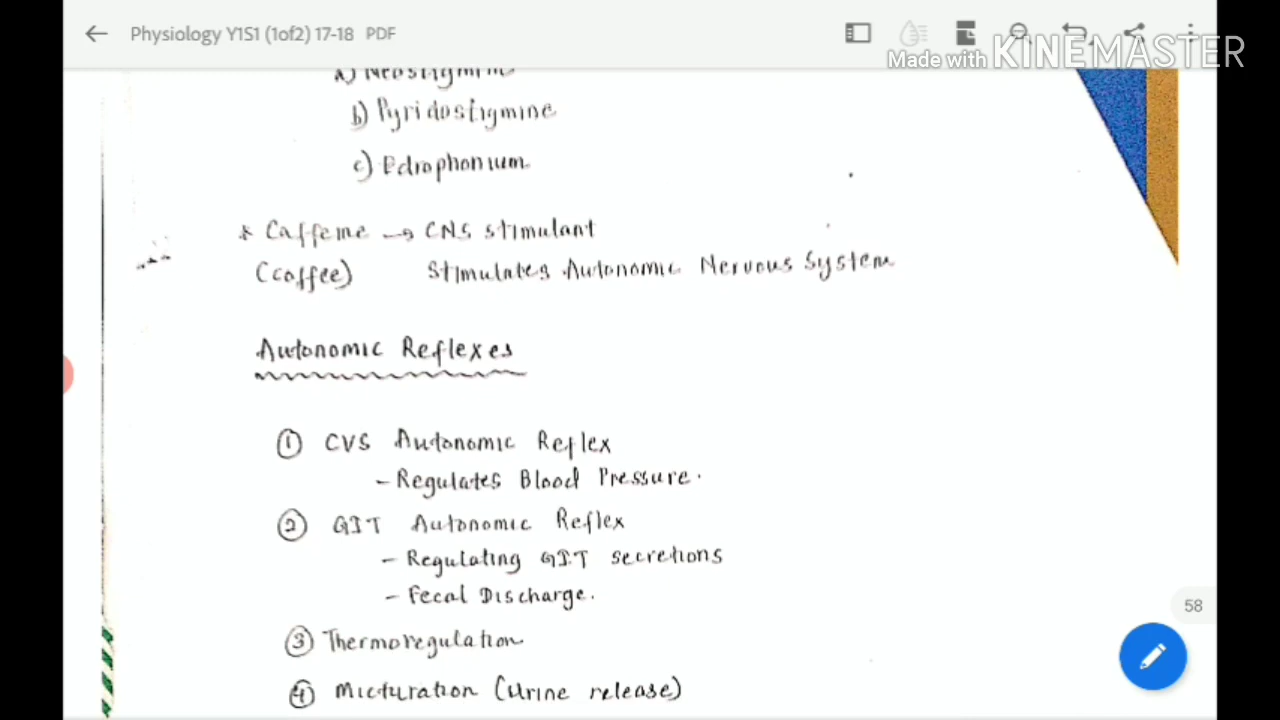 Physiology Y1S1 (1of2) 17-18 PDF
Made with KINEMASTER
a) Neostigmine
b) Pyridostigmine
c) Edrophonium
* Caffeine → CNS stimulant
(coffee) Stimulates Autonomic Nervous System
Autonomic Reflexes
① CVS Autonomic Reflex
- Regulates Blood Pressure.
② GIT Autonomic Reflex
- Regulating GIT secretions
- Fecal Discharge.
③ Thermoregulation
58
④ Micturation (Urine release)